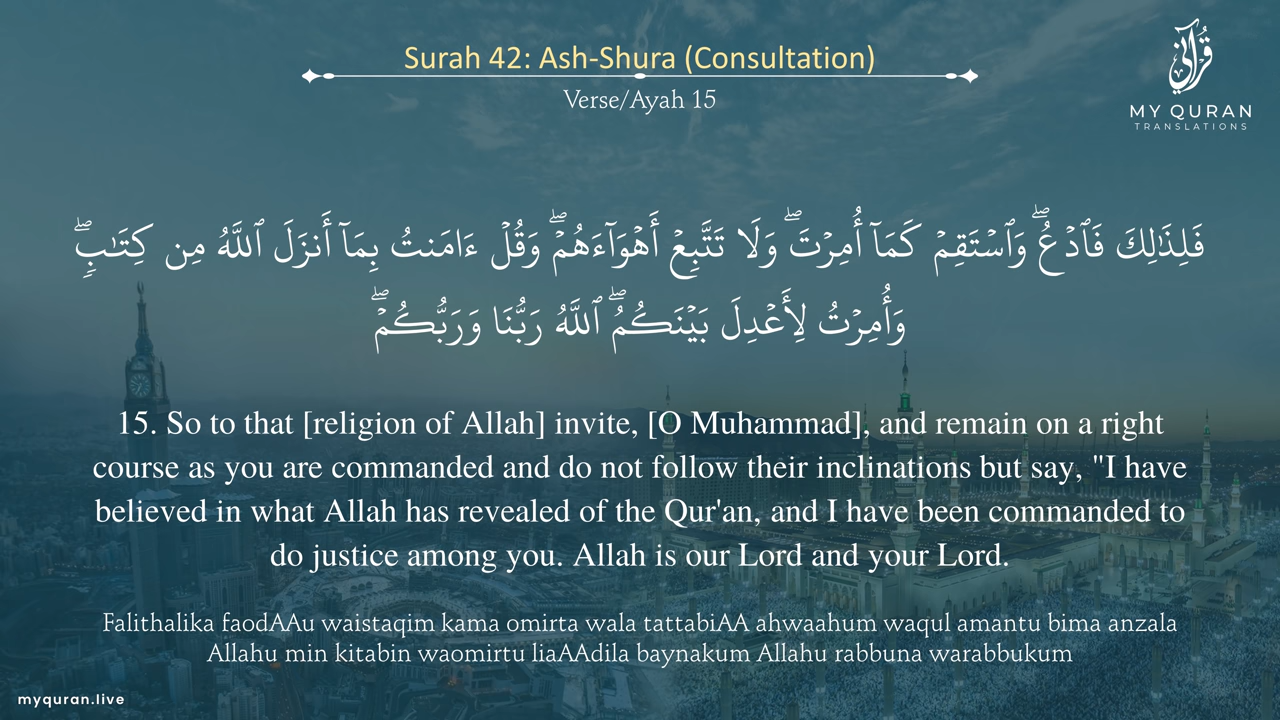 Surah 42: Ash-Shura (Consultation)
Verse/Ayah 15
قرآني
MY QURAN
TRANSLATIONS
فَلِذَٰلِكَ فَٱدْعُ ۖ وَٱسْتَقِمْ كَمَآ أُمِرْتَ ۖ وَلَا تَتَّبِعْ أَهْوَآءَهُمْ ۖ وَقُلْ ءَامَنتُ بِمَآ أَنزَلَ ٱللَّهُ مِن كِتَـٰبٍ ۖ
وَأُمِرْتُ لِأَعْدِلَ بَيْنَكُمُ ۖ ٱللَّهُ رَبُّنَا وَرَبُّكُمْ ۖ
15. So to that [religion of Allah] invite, [O Muhammad], and remain on a right
course as you are commanded and do not follow their inclinations but say, "I have
believed in what Allah has revealed of the Qur'an, and I have been commanded to
do justice among you. Allah is our Lord and your Lord.
Falithalika faodAAu waistaqim kama omirta wala tattabiAA ahwaahum waqul amantu bima anzala
Allahu min kitabin waomirtu liaAAdila baynakum Allahu rabbuna warabbukum
myquran.live